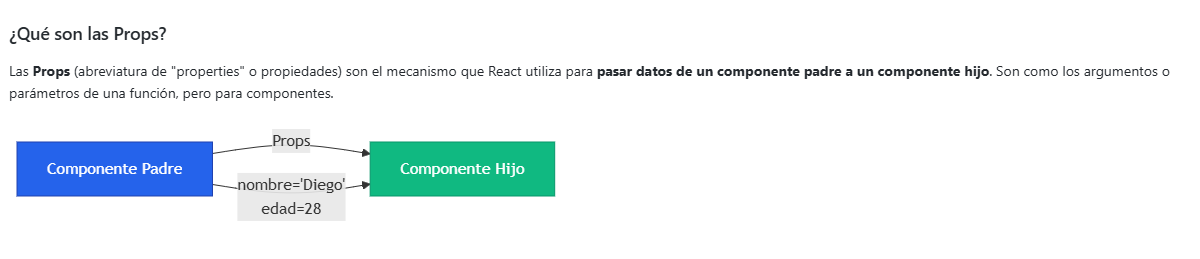 ¿Qué son las Props?
Las Props (abreviatura de "properties" o propiedades) son el mecanismo que React utiliza para pasar datos de un componente padre a un componente hijo. Son como los argumentos o
parámetros de una función, pero para componentes.
Props
Componente Padre
Componente Hijo
nombre='Diego'
edad=28